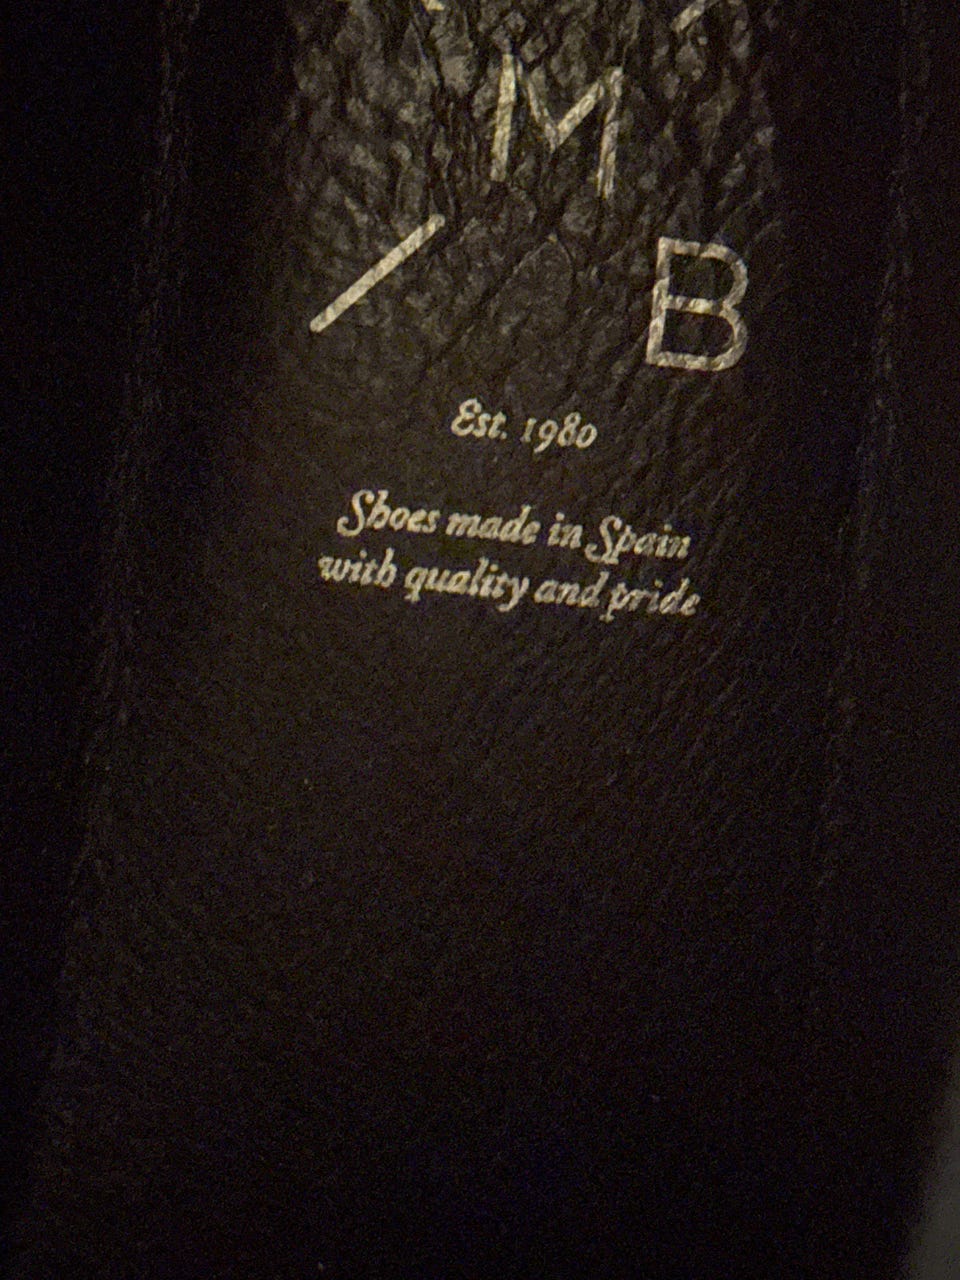 M
/ B
Est. 1980
Shoes made in Spain
with quality and pride